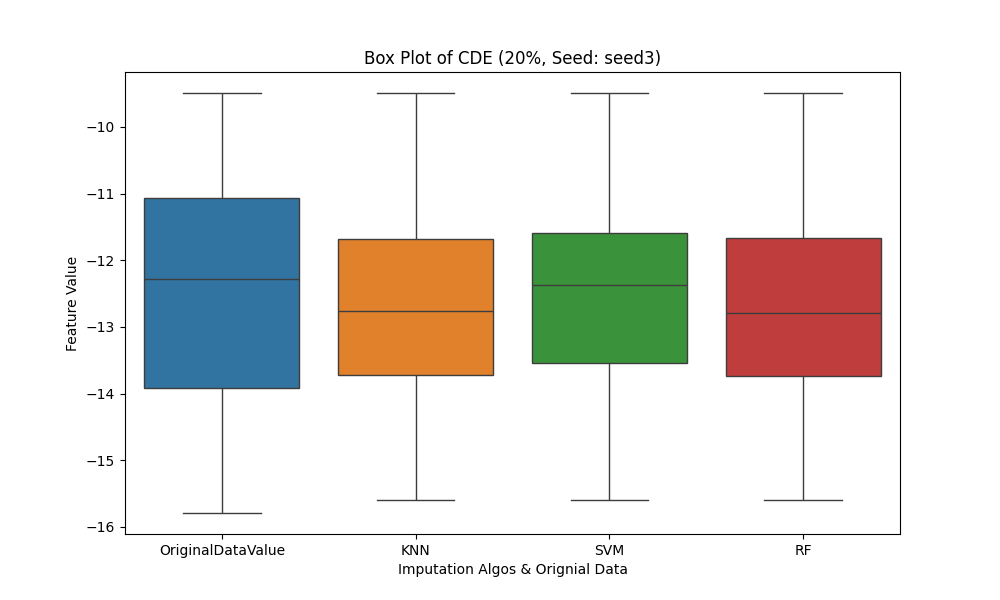 Box Plot of CDE (20%, Seed: seed3)
Feature Value
−10
−11
−12
−13
−14
−15
−16
OriginalDataValue KNN SVM RF
Imputation Algos & Orignial Data